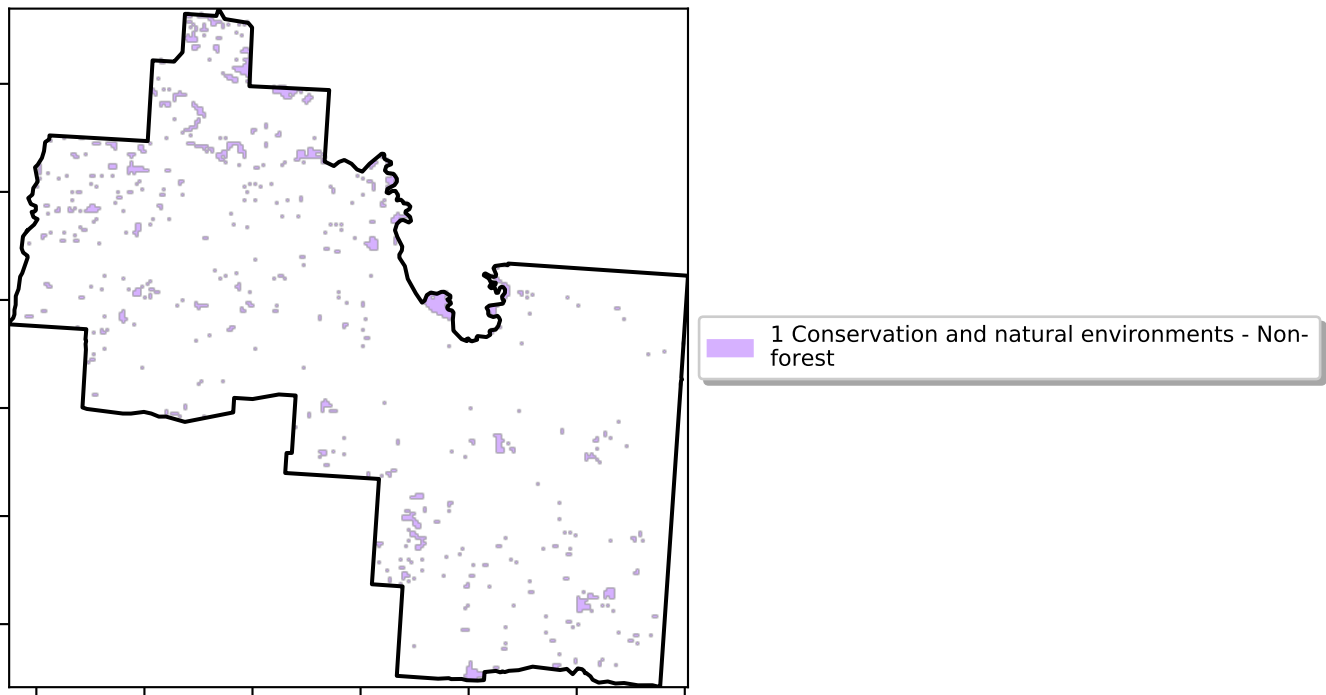 1 Conservation and natural environments - Non-
forest